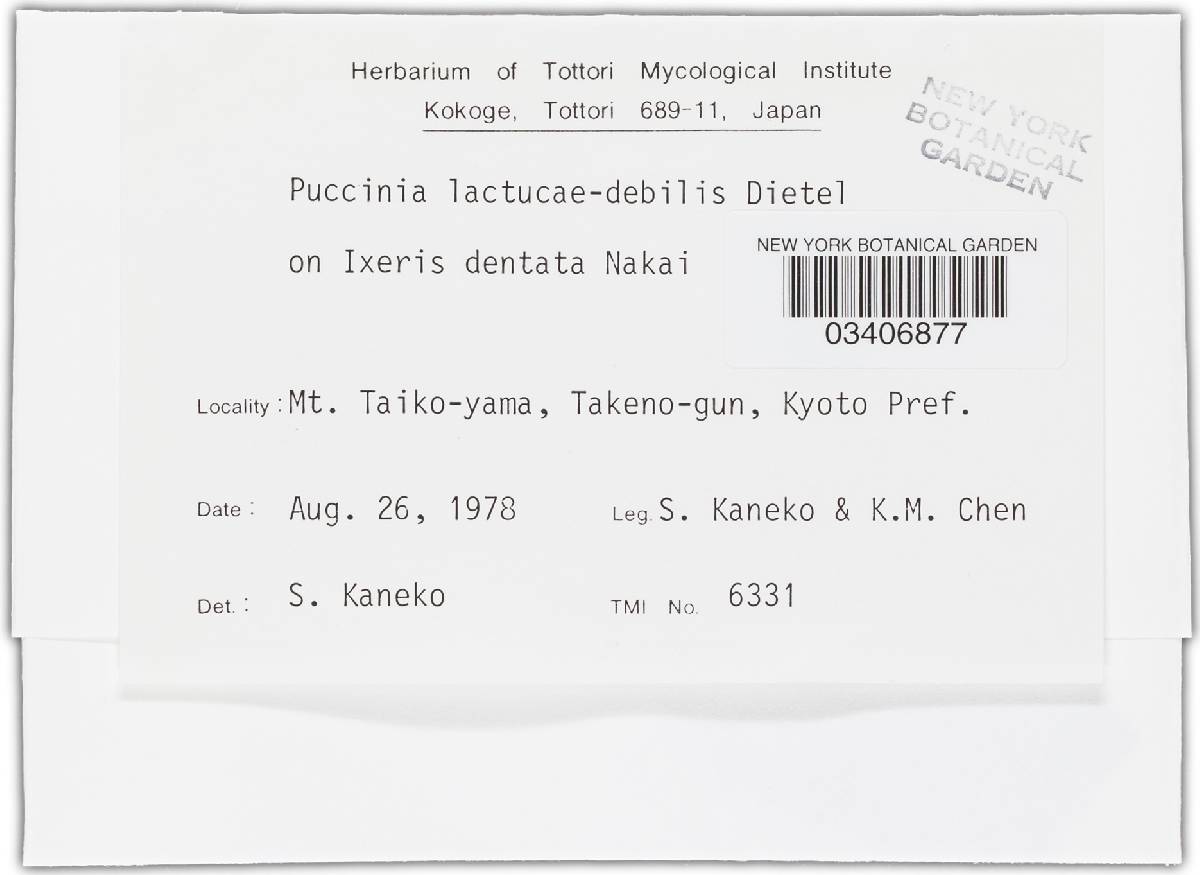 Herbarium of Tottori Mycological Institute
Kokoge, Tottori 689-11, Japan
NEW YORK
BOTANICAL
GARDEN
Puccinia lactucae-debilis Dietel
on Ixeris dentata Nakai
NEW YORK BOTANICAL GARDEN
03406877
Locality : Mt. Taiko-yama, Takeno-gun, Kyoto Pref.
Date : Aug. 26, 1978 Leg. S. Kaneko & K.M. Chen
Det. : S. Kaneko TMI No. 6331